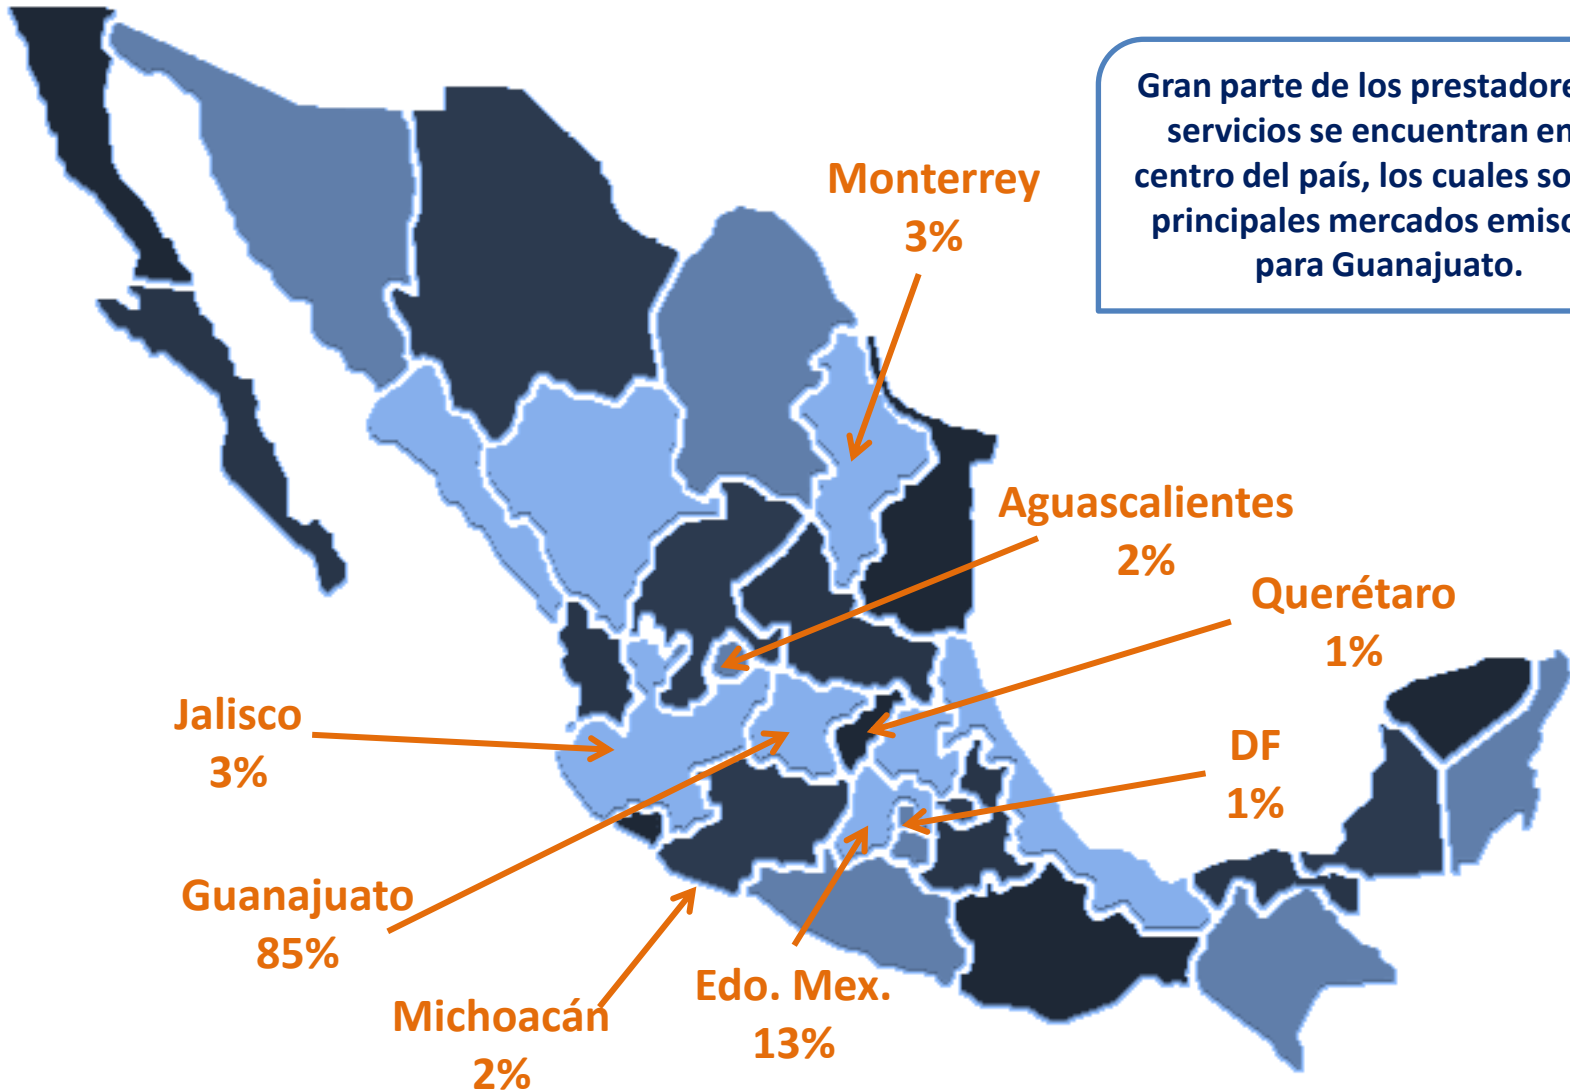 Gran parte de los prestadore
servicios se encuentran en
centro del país, los cuales so
principales mercados emisc
para Guanajuato.
Monterrey
3%
Aguascalientes
2%
Querétaro
1%
Jalisco
3%
DF
1%
Guanajuato
85%
Edo. Mex.
13%
Michoacán
2%